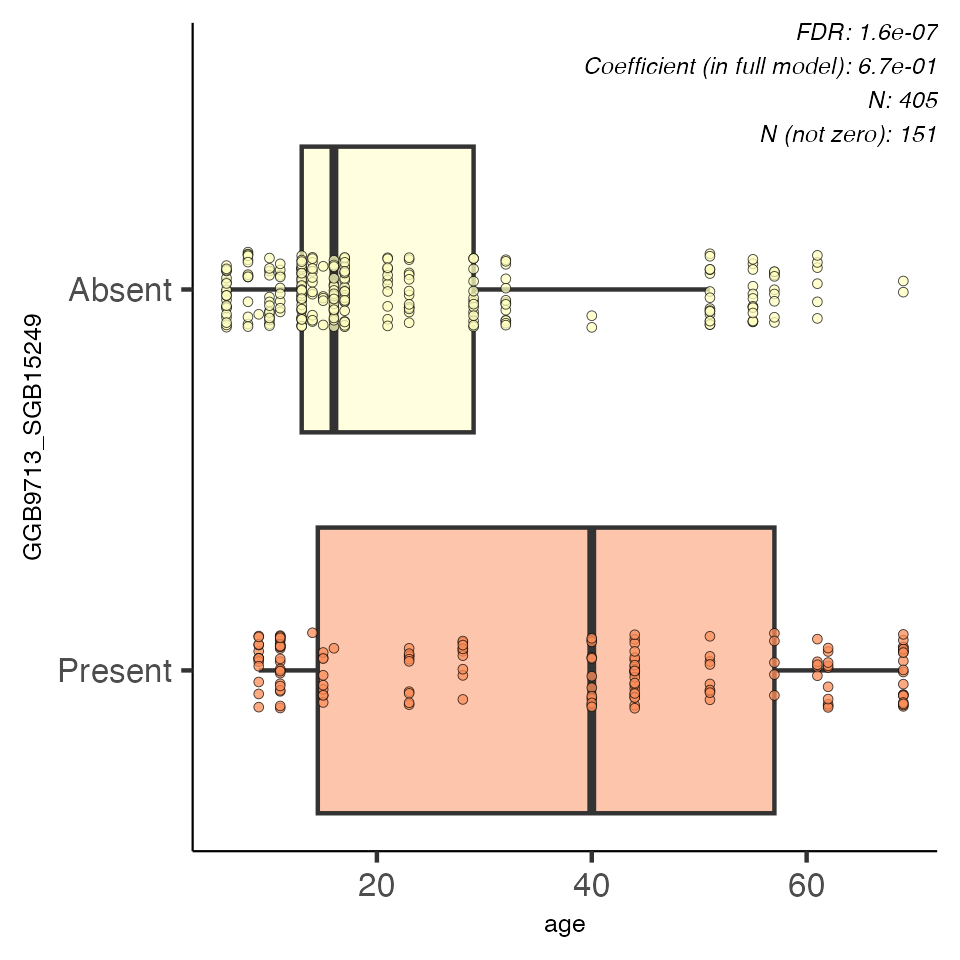 FDR: 1.6e-07
Coefficient (in full model): 6.7e-01
N: 405
N (not zero): 151
GGB9713_SGB15249
Absent
Present
20 40 60
age